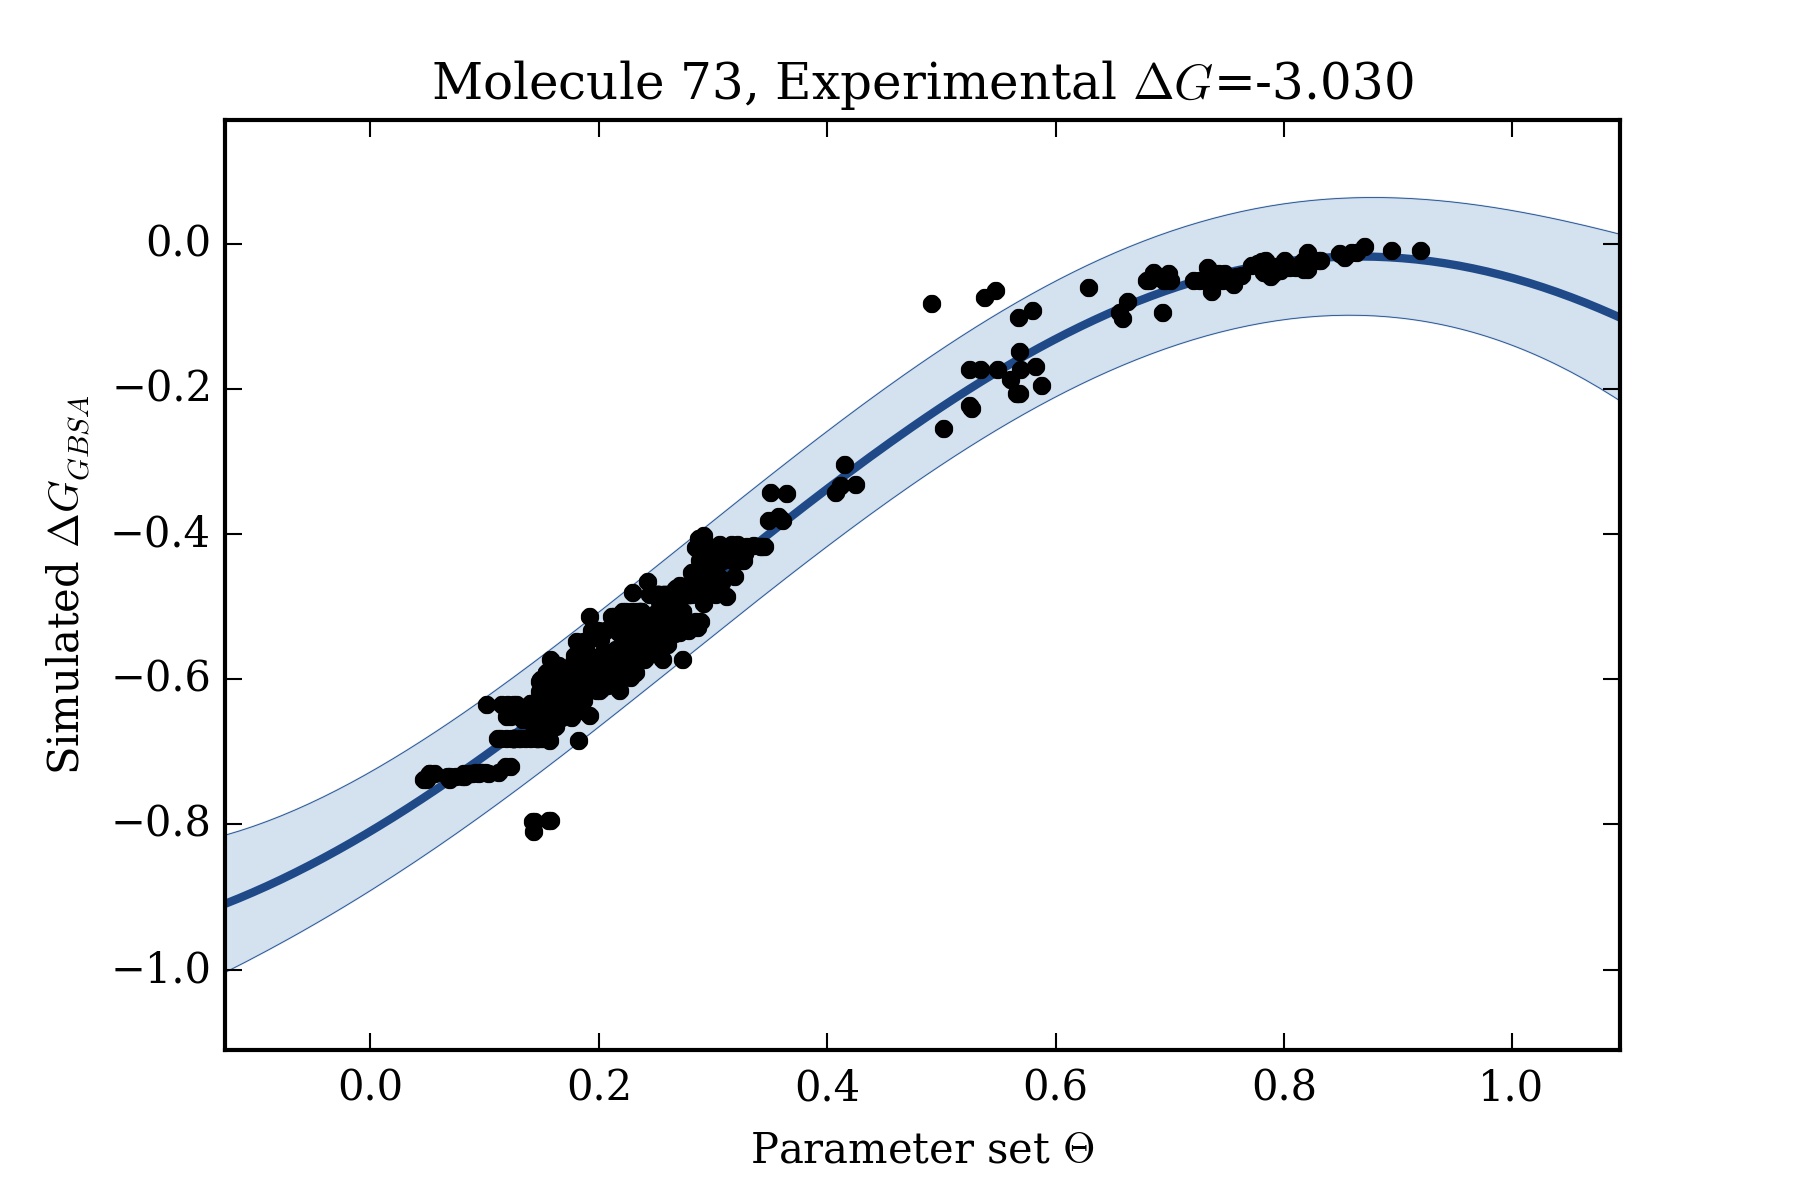 Molecule 73, Experimental ΔG=-3.030
0.0
−0.2
−0.4
−0.6
−0.8
−1.0
Simulated ΔG_GBSA
0.0 0.2 0.4 0.6 0.8 1.0
Parameter set Θ